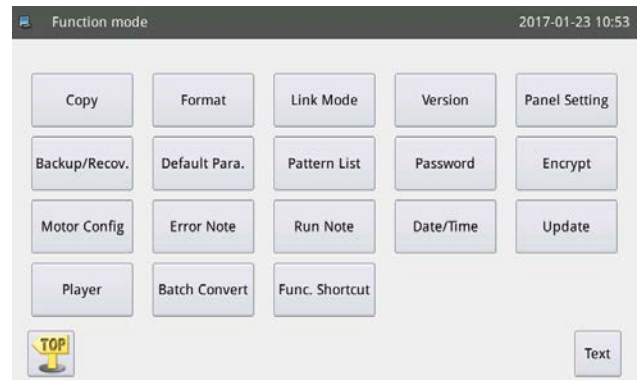 Function mode 2017-01-23 10:53
Copy Format Link Mode Version Panel Setting
Backup/Recov. Default Para. Pattern List Password Encrypt
Motor Config Error Note Run Note Date/Time Update
Player Batch Convert Func. Shortcut
TOP Text